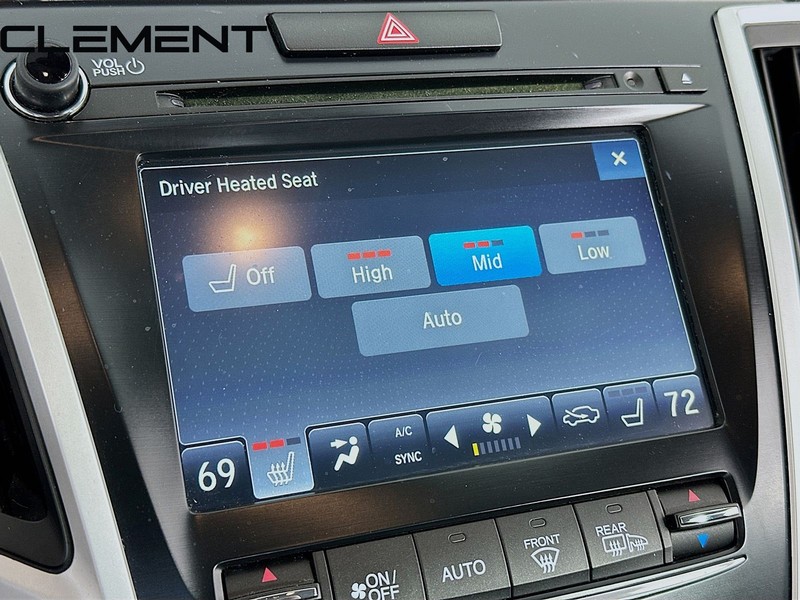 CLEMENT
VOL
PUSH
Driver Heated Seat
Off
High
Mid
Low
Auto
69
A/C
SYNC
72
ON/
OFF
AUTO
FRONT
REAR